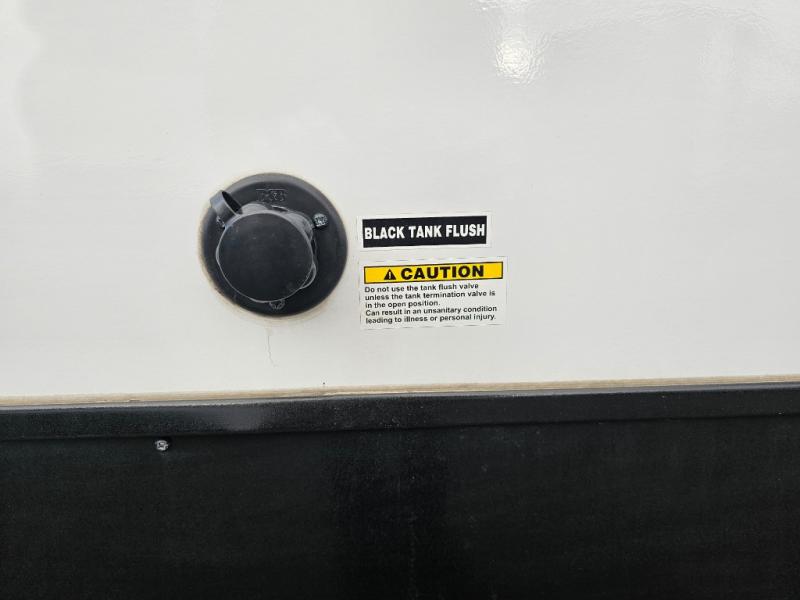 BLACK TANK FLUSH
⚠ CAUTION
Do not use the tank flush valve
unless the tank termination valve is
in the open position.
Can result in an unsanitary condition
leading to illness or personal injury.